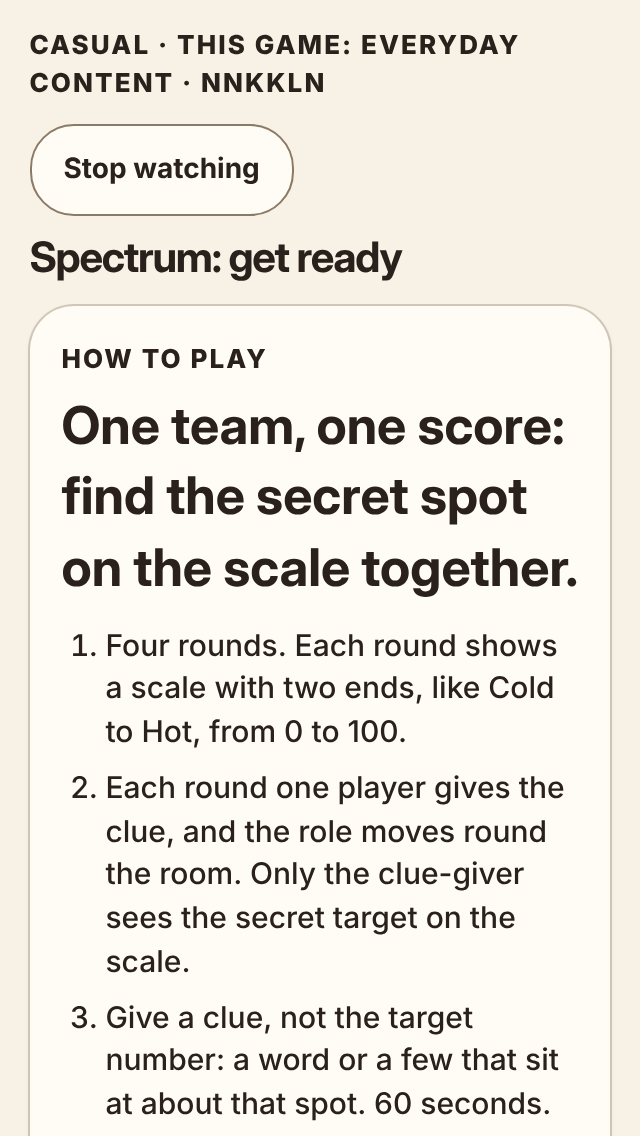 CASUAL · THIS GAME: EVERYDAY
CONTENT · NNKKLN
Stop watching
Spectrum: get ready
HOW TO PLAY
One team, one score:
find the secret spot
on the scale together.
1. Four rounds. Each round shows
a scale with two ends, like Cold
to Hot, from 0 to 100.
2. Each round one player gives the
clue, and the role moves round
the room. Only the clue-giver
sees the secret target on the
scale.
3. Give a clue, not the target
number: a word or a few that sit
at about that spot. 60 seconds.